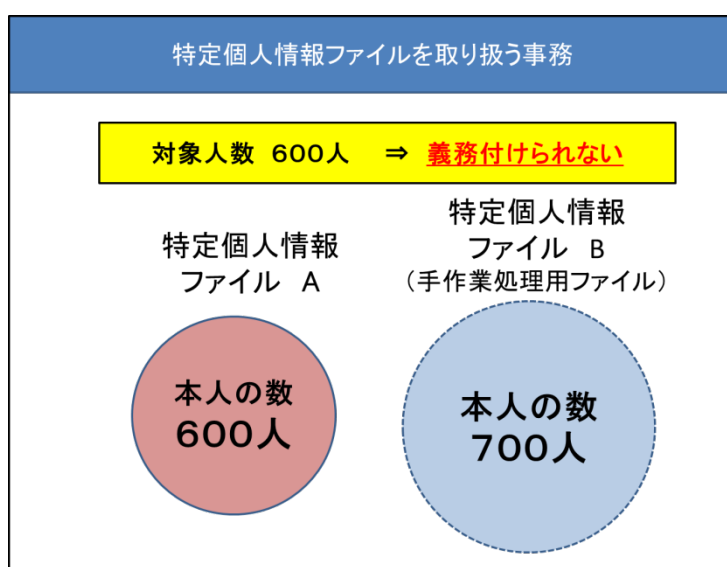 特定個人情報ファイルを取り扱う事務
対象人数 600人 ⇒ 義務付けられない
特定個人情報
ファイル A
特定個人情報
ファイル B
（手作業処理用ファイル）
本人の数
600人
本人の数
700人